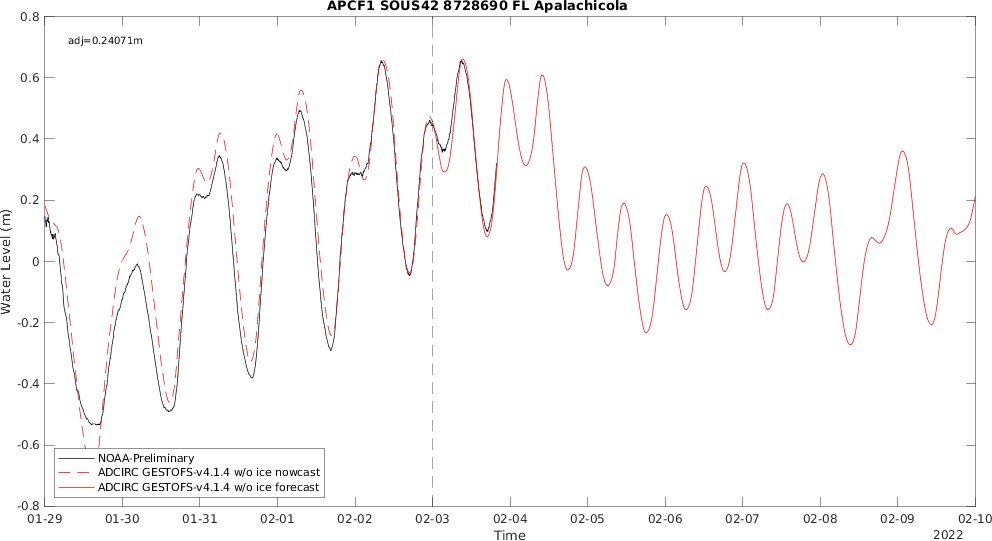 APCF1 SOUS42 8728690 FL Apalachicola
adj=0.24071m
0.8
0.6
0.4
0.2
0
-0.2
-0.4
-0.6
-0.8
Water Level (m)
NOAA-Preliminary
ADCIRC GESTOFS-v4.1.4 w/o ice nowcast
ADCIRC GESTOFS-v4.1.4 w/o ice forecast
01-29 01-30 01-31 02-01 02-02 02-03 02-04 02-05 02-06 02-07 02-08 02-09 02-10
Time
2022